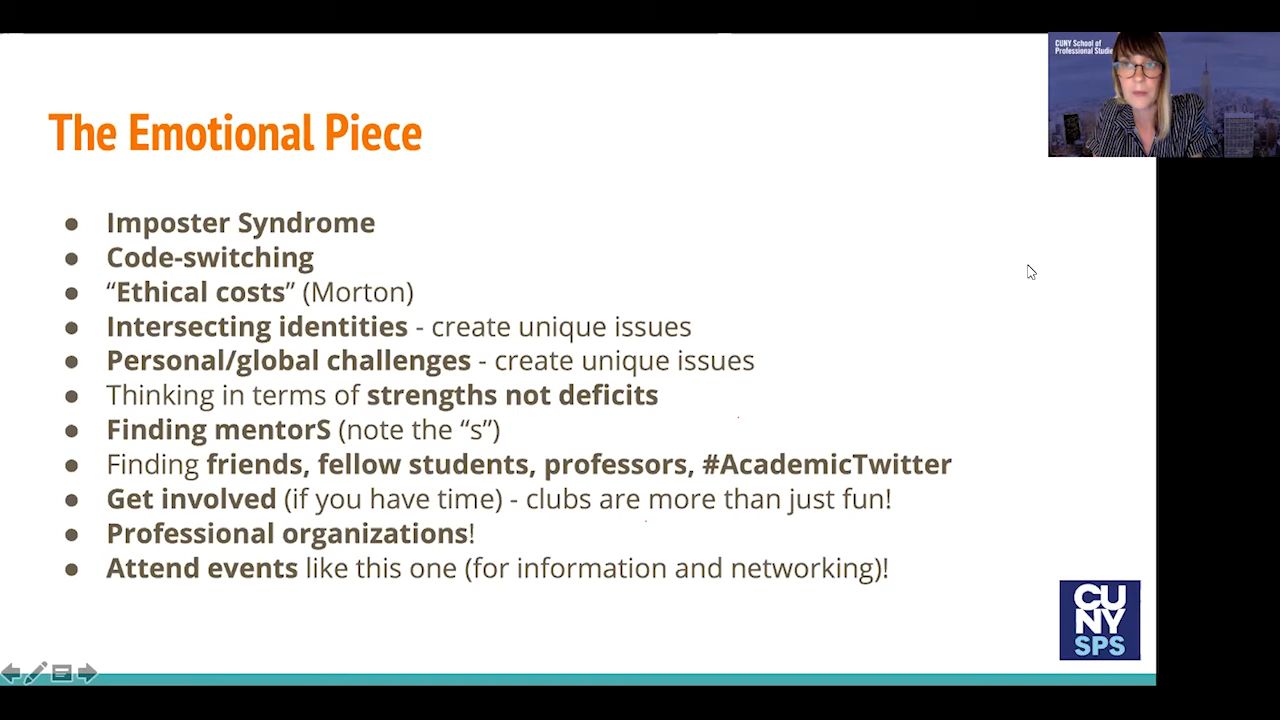 CUNY School of
Professional Studies
The Emotional Piece
● Imposter Syndrome
● Code-switching
● “Ethical costs” (Morton)
● Intersecting identities - create unique issues
● Personal/global challenges - create unique issues
● Thinking in terms of strengths not deficits
● Finding mentorS (note the “s”)
● Finding friends, fellow students, professors, #AcademicTwitter
● Get involved (if you have time) - clubs are more than just fun!
● Professional organizations!
● Attend events like this one (for information and networking)!
CU
NY
SPS